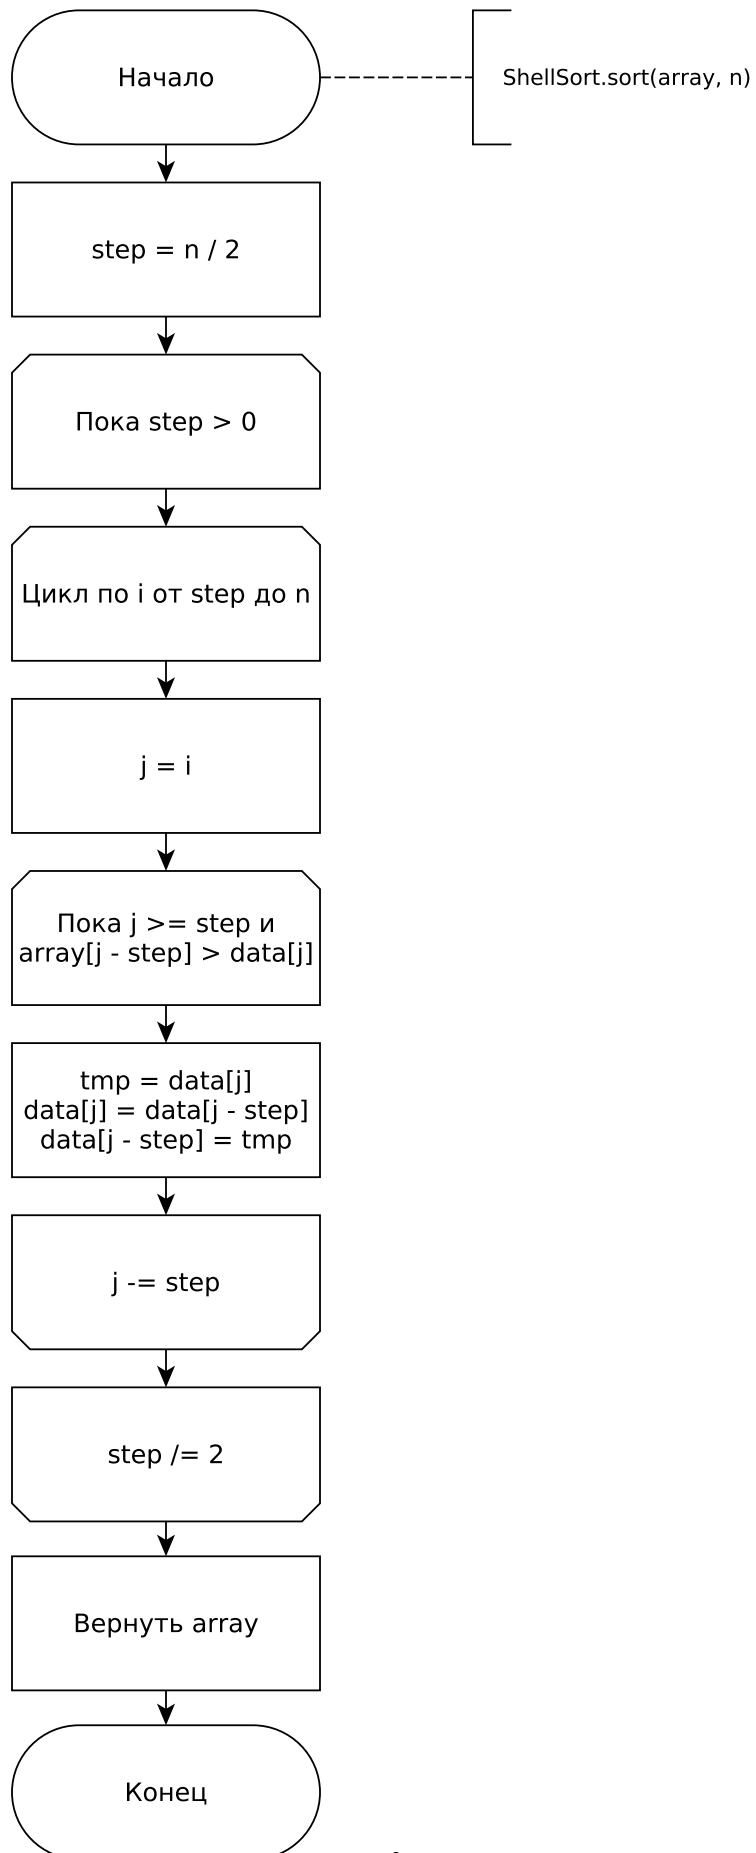 Начало
ShellSort.sort(array, n)
step = n / 2
Пока step > 0
Цикл по i от step до n
j = i
Пока j >= step и
array[j - step] > data[j]
tmp = data[j]
data[j] = data[j - step]
data[j - step] = tmp
j -= step
step /= 2
Вернуть array
Конец